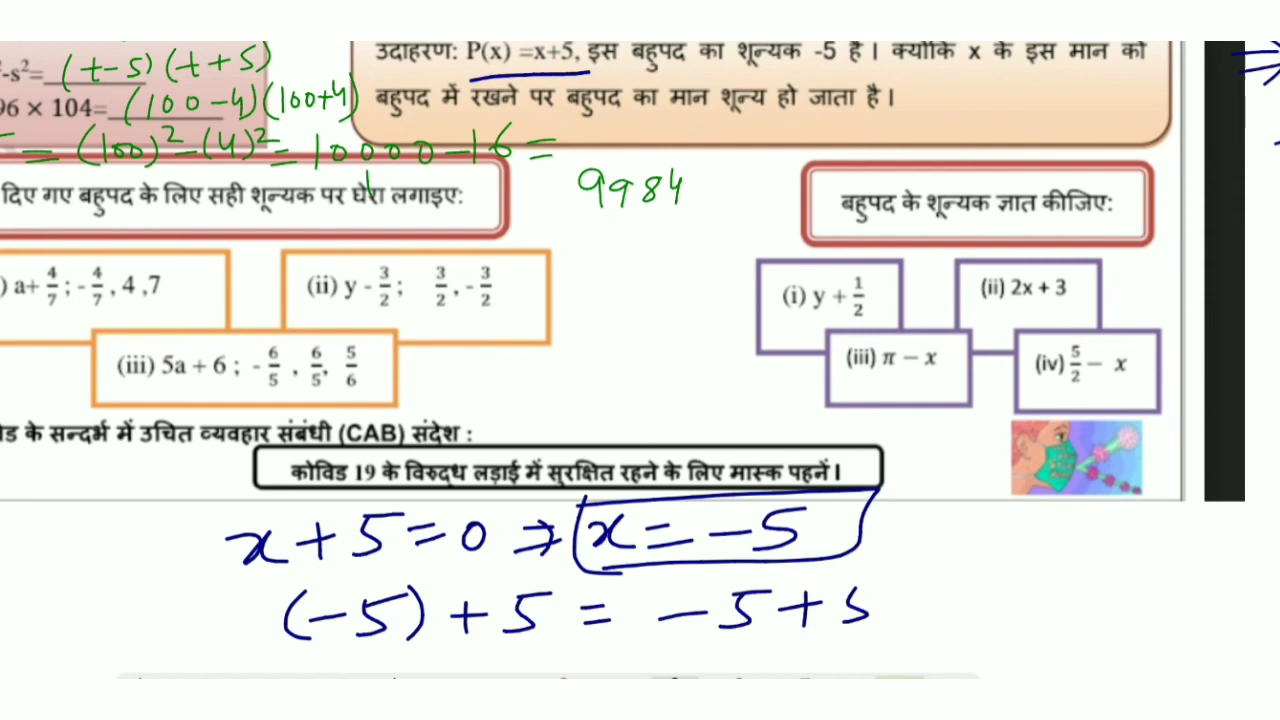 -s²= (t-5)(t+5)
96 × 104= (100-4)(100+4)
= (100)² - (4)² = 10000 - 16 =
9984
उदाहरण: P(x) =x+5, इस बहुपद का शून्यक -5 है। क्योंकि x के इस मान को
बहुपद में रखने पर बहुपद का मान शून्य हो जाता है।
दिए गए बहुपद के लिए सही शून्यक पर घेरा लगाइए:
) a+ 4/7 ; - 4/7 , 4 ,7
(ii) y - 3/2 ; 3/2 , - 3/2
(iii) 5a + 6 ; - 6/5 , 6/5, 5/6
बहुपद के शून्यक ज्ञात कीजिए:
(i) y + 1/2
(ii) 2x + 3
(iii) π − x
(iv) 5/2 − x
के सन्दर्भ में उचित व्यवहार संबंधी (CAB) संदेश :
कोविड 19 के विरुद्ध लड़ाई में सुरक्षित रहने के लिए मास्क पहनें।
x + 5 = 0 ⇒ x = -5
(-5) + 5 = -5 + 5